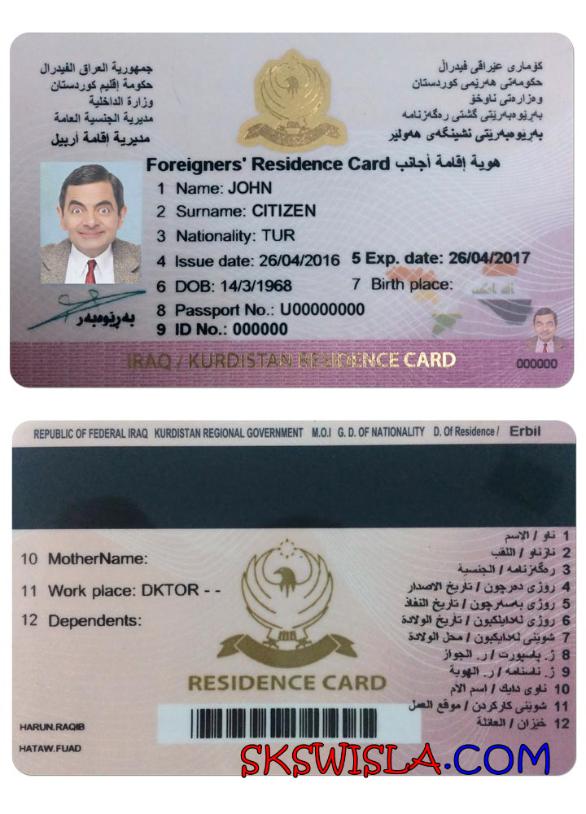 جمهورية العراق الفيدرال
حكومة إقليم كوردستان
وزارة الداخلية
مديرية الجنسية العامة
مديرية إقامة أربيل
كۆماری عێراقی فیدراڵ
حکومەتی هەرێمی کوردستان
وەزارەتی ناوخۆ
بەڕێوەبەرێتی گشتی رەگەزنامە
بەڕێوەبەرێتی نشینگەی هەولێر
Foreigners' Residence Card هوية إقامة أجانب
1 Name: JOHN
2 Surname: CITIZEN
3 Nationality: TUR
4 Issue date: 26/04/2016 5 Exp. date: 26/04/2017
6 DOB: 14/3/1968 7 Birth place:
8 Passport No.: U00000000
9 ID No.: 000000
بەڕێوەبەر
IRAQ / KURDISTAN RESIDENCE CARD
000000
REPUBLIC OF FEDERAL IRAQ KURDISTAN REGIONAL GOVERNMENT M.O.I G. D. OF NATIONALITY D. Of Residence / Erbil
10 MotherName:
11 Work place: DKTOR - -
12 Dependents:
1 ناو / الاسم
2 نازناو / اللقب
3 رەگەزنامە / الجنسية
4 روژی دەرچون / تاريخ الاصدار
5 روژی بەسەرچون / تاريخ النفاذ
6 روژی لەدایکبون / تاريخ الولادة
7 شوێنی لەدایکبون / محل الولادة
8 ژ. پاسپورت / ر. الجواز
9 ژ. ناسنامە / ر. الهوية
10 ناوی دایك / اسم الام
11 شوێنی کارکردن / موقع العمل
12 خێزان / العائلة
RESIDENCE CARD
HARUN.RAQIB
HATAW.FUAD
SKSWISLA.COM